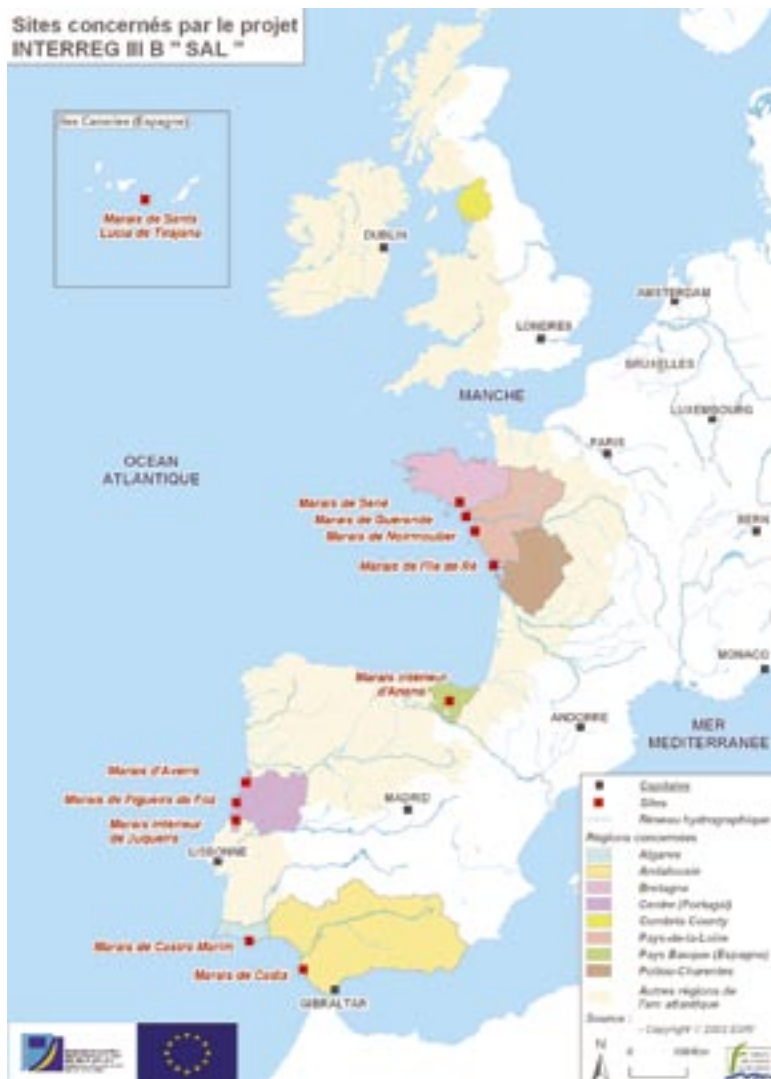 Sites concernés par le projet
INTERREG III B " SAL "
Iles Canaries (Espagne)
Marais de Santa
Lucia de Tirajana
DUBLIN
LONDRES
AMSTERDAM
BRUXELLES
LUXEMBOURG
MANCHE
PARIS
OCEAN
ATLANTIQUE
BERN
Marais de Séné
Marais de Guérande
Marais de Noirmoutier
Marais de l'Ile de Ré
MONACO
Marais intérieur
d'Anana
ANDORRE
MER
MEDITERRANEE
Marais d'Aveiro
Marais de Figueira da Foz
Marais intérieur
de Juqueira
MADRID
LISBONNE
Marais de Castro Marim
Marais de Cadix
GIBRALTAR
Capitales
Sites
Réseau hydrographique
Régions concernées
Algarve
Andalousie
Bretagne
Centre (Portugal)
Cumbria County
Pays-de-la-Loire
Pays Basque (Espagne)
Poitou-Charentes
Autres régions de
l'arc atlantique
Source :
N
0